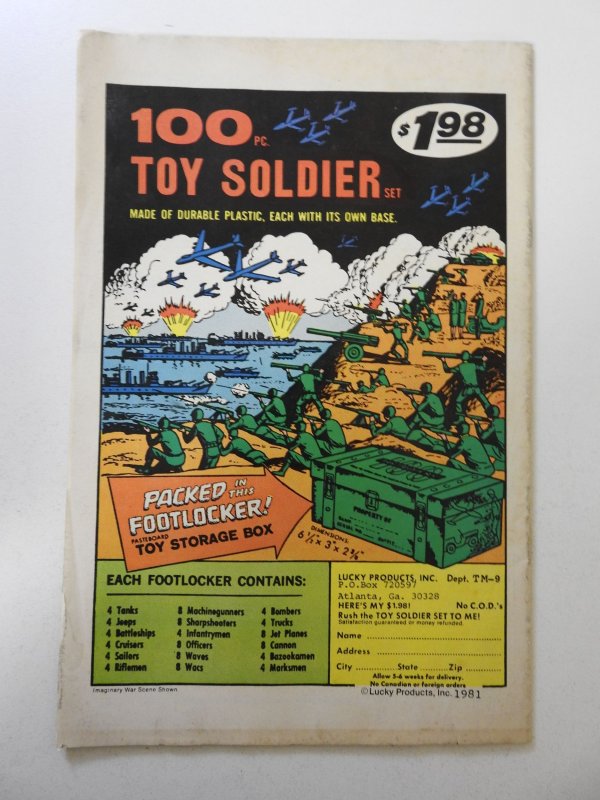 100 PC.
$1.98
TOY SOLDIER SET
MADE OF DURABLE PLASTIC, EACH WITH ITS OWN BASE.
PACKED IN THIS
FOOTLOCKER!
PASTEBOARD
TOY STORAGE BOX
DIMENSIONS:
PROPERTY OF
EACH FOOTLOCKER CONTAINS:
4 Tanks
4 Jeeps
4 Battleships
4 Cruisers
4 Sailors
4 Riflemen
8 Machinegunners
8 Sharpshooters
4 Infantrymen
8 Officers
8 Waves
8 Wacs
4 Bombers
4 Trucks
8 Jet Planes
8 Cannon
4 Bazookamen
4 Marksmen
LUCKY PRODUCTS, INC. Dept. TM-9
P.O.Box 720597
Atlanta, Ga. 30328
HERE'S MY $1.98! No C.O.D.'s
Rush the TOY SOLDIER SET TO ME!
Satisfaction guaranteed or money refunded.
Name
Address
City State Zip
Allow 5-6 weeks for delivery.
No Canadian or foreign orders
Imaginary War Scene Shown
©Lucky Products, Inc. 1981